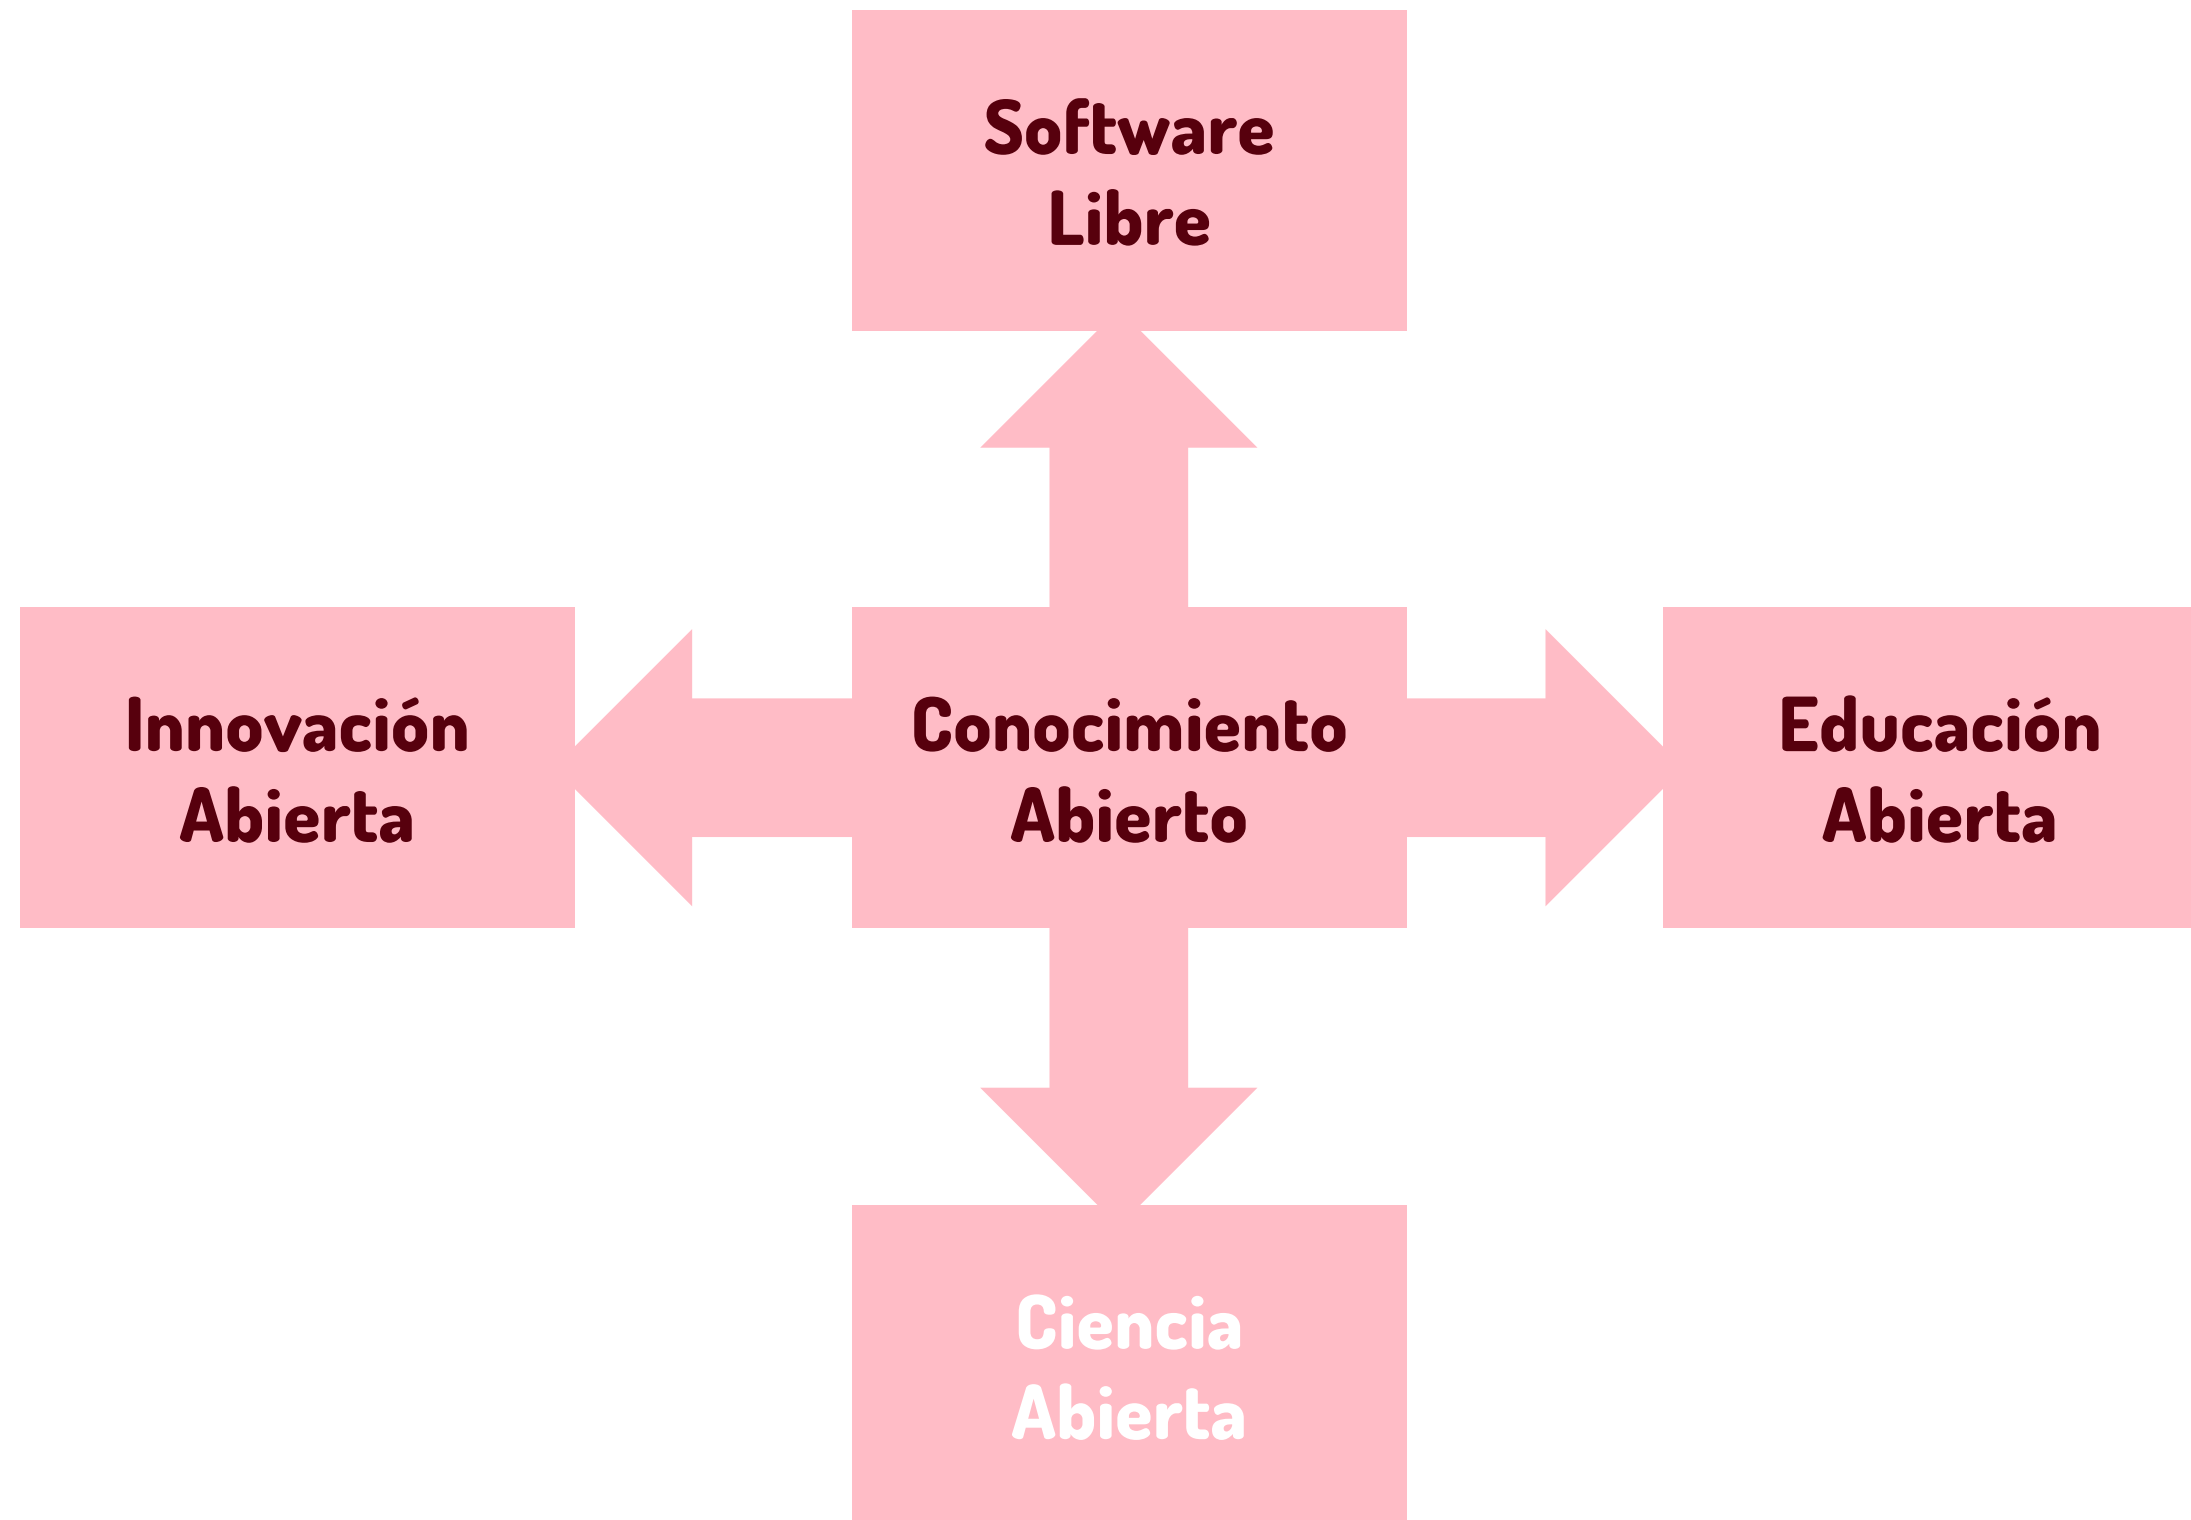 Software
Libre
Innovación
Abierta
Conocimiento
Abierto
Educación
Abierta
Ciencia
Abierta